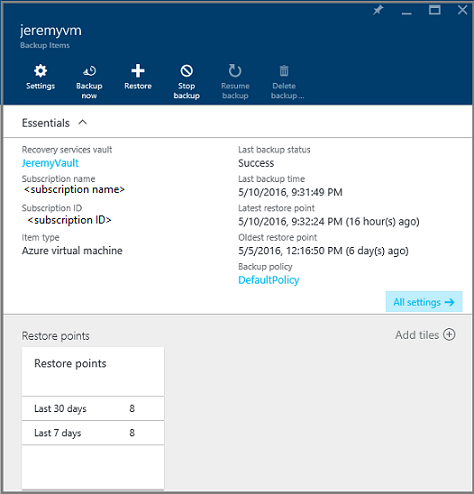 jeremyvm
Backup Items
Settings
Backup now
Restore
Stop backup
Resume backup
Delete backup...
Essentials
Recovery services vault
JeremyVault
Subscription name
<subscription name>
Subscription ID
<subscription ID>
Item type
Azure virtual machine
Last backup status
Success
Last backup time
5/10/2016, 9:31:49 PM
Latest restore point
5/10/2016, 9:32:24 PM (16 hour(s) ago)
Oldest restore point
5/5/2016, 12:16:50 PM (6 day(s) ago)
Backup policy
DefaultPolicy
All settings →
Restore points
Add tiles
Restore points
Last 30 days 8
Last 7 days 8